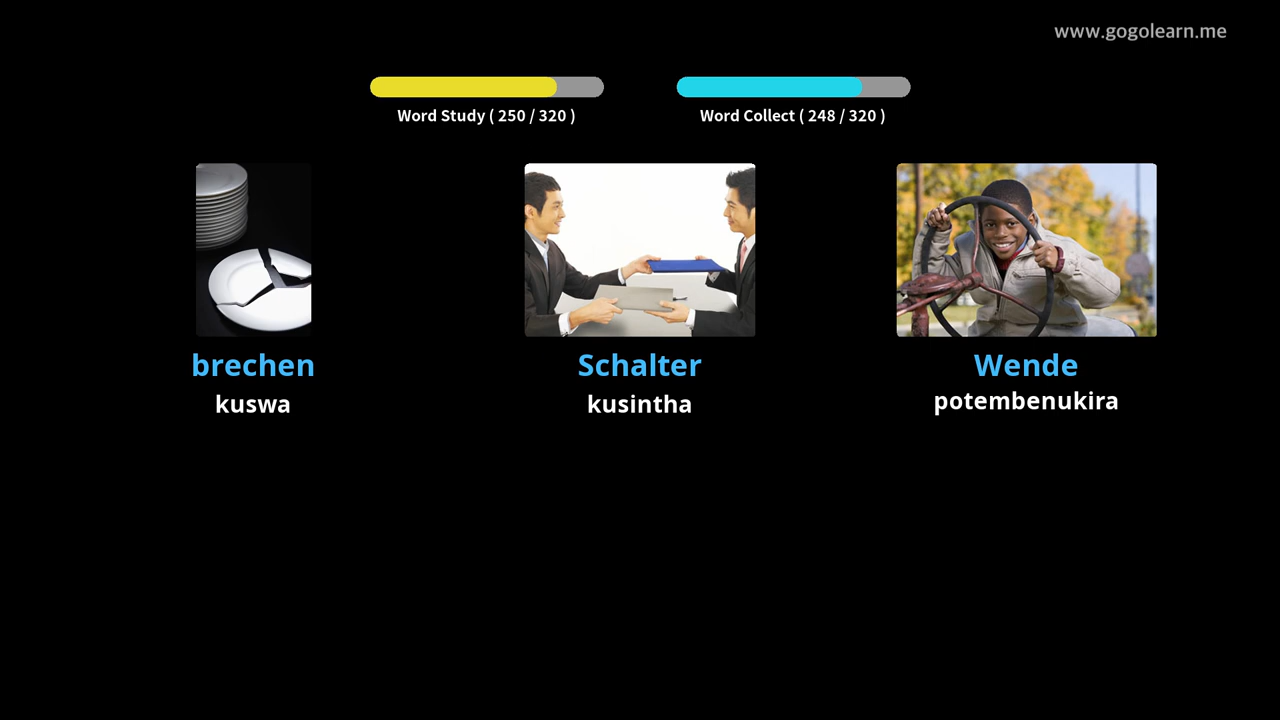 www.gogolearn.me
Word Study ( 250 / 320 )
Word Collect ( 248 / 320 )
brechen
Schalter
Wende
kuswa
kusintha
potembenukira